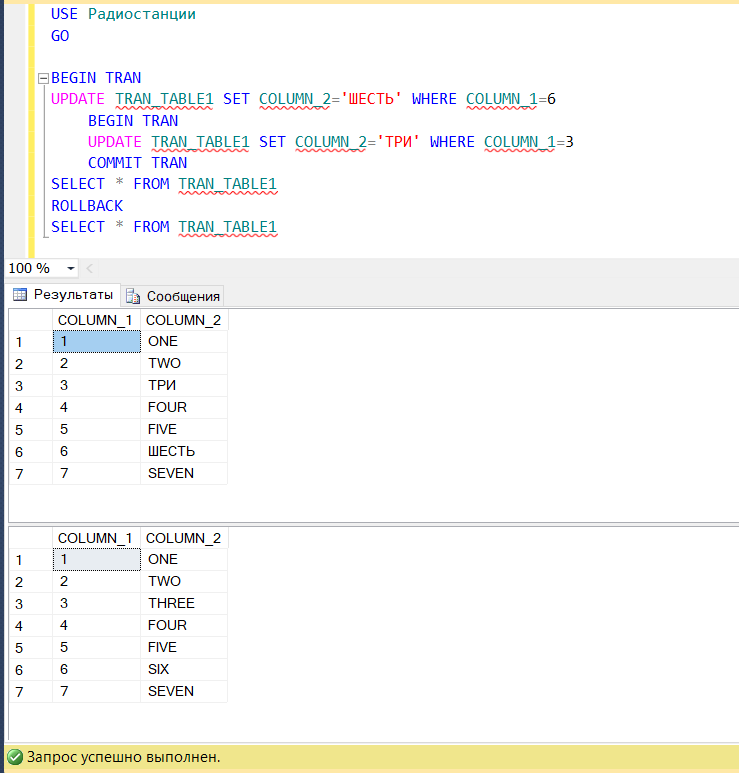 USE Радиостанции
GO
BEGIN TRAN
UPDATE TRAN_TABLE1 SET COLUMN_2='ШЕСТЬ' WHERE COLUMN_1=6
BEGIN TRAN
UPDATE TRAN_TABLE1 SET COLUMN_2='ТРИ' WHERE COLUMN_1=3
COMMIT TRAN
SELECT * FROM TRAN_TABLE1
ROLLBACK
SELECT * FROM TRAN_TABLE1
100 %
Результаты Сообщения
COLUMN_1 COLUMN_2
1 1 ONE
2 2 TWO
3 3 ТРИ
4 4 FOUR
5 5 FIVE
6 6 ШЕСТЬ
7 7 SEVEN
COLUMN_1 COLUMN_2
1 1 ONE
2 2 TWO
3 3 THREE
4 4 FOUR
5 5 FIVE
6 6 SIX
7 7 SEVEN
Запрос успешно выполнен.